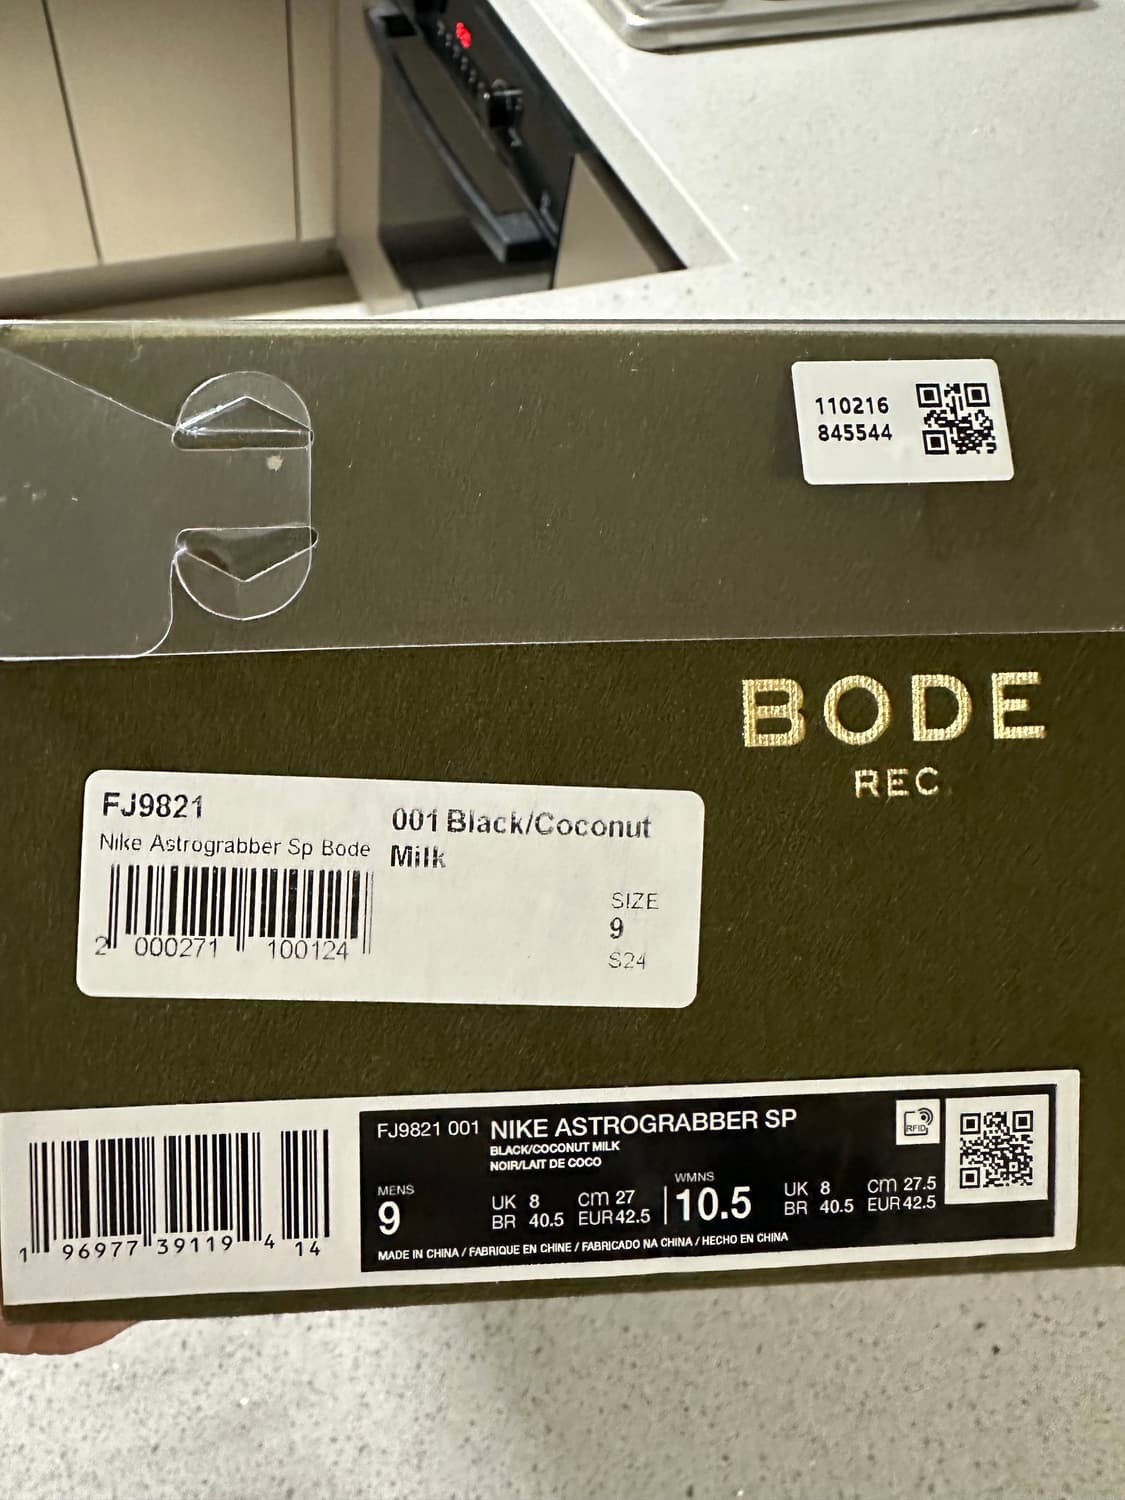 110216
845544
BODE
REC
FJ9821
Nike Astrograbber Sp Bode
001 Black/Coconut
Milk
2 000271 100124
SIZE
9
S24
FJ9821 001 NIKE ASTROGRABBER SP
BLACK/COCONUT MILK
NOIR/LAIT DE COCO
RFID
MENS
9
UK 8 cm 27
BR 40.5 EUR 42.5
WMNS
10.5
UK 8 cm 27.5
BR 40.5 EUR 42.5
MADE IN CHINA / FABRIQUE EN CHINE / FABRICADO NA CHINA / HECHO EN CHINA
1 96977 39119 4 14